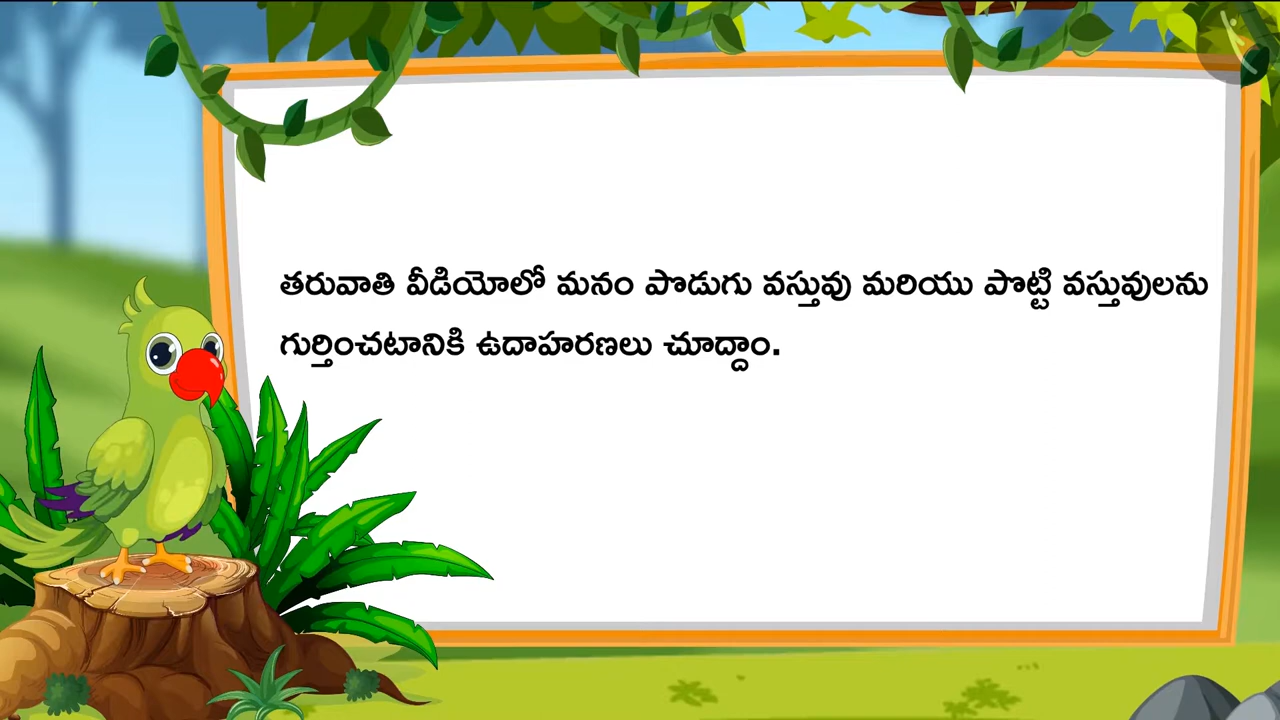 తరువాతి వీడియోలో మనం పొడుగు వస్తువు మరియు పొట్టి వస్తువులను
గుర్తించటానికి ఉదాహరణలు చూద్దాం.